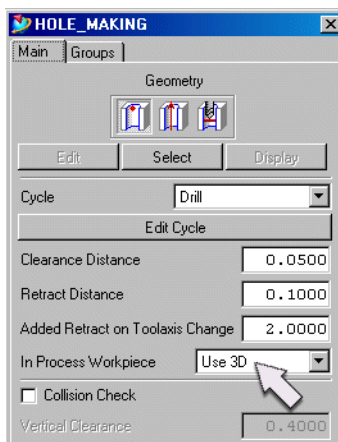 HOLE_MAKING
Main Groups
Geometry
Edit Select Display
Cycle Drill
Edit Cycle
Clearance Distance 0.0500
Retract Distance 0.1000
Added Retract on Toolaxis Change 2.0000
In Process Workpiece Use 3D
Collision Check
Vertical Clearance 0.4000